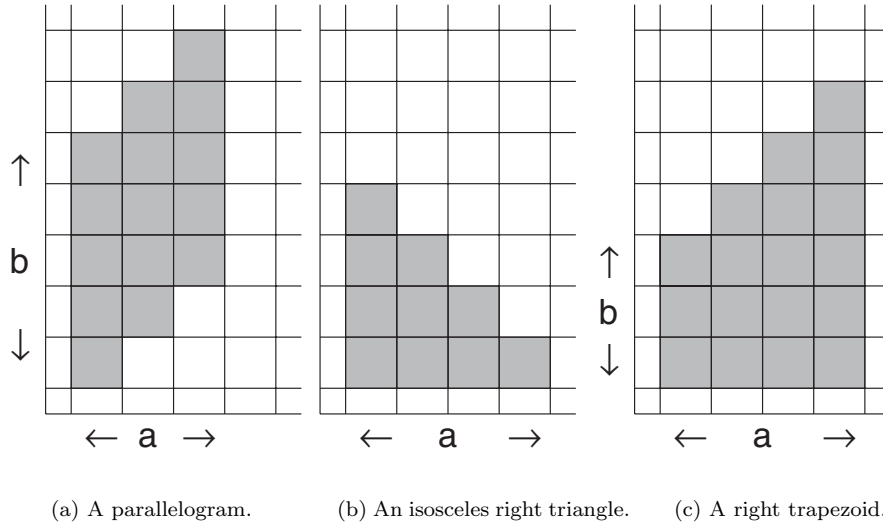 b
b
a
a
a
(a) A parallelogram.
(b) An isosceles right triangle.
(c) A right trapezoid.